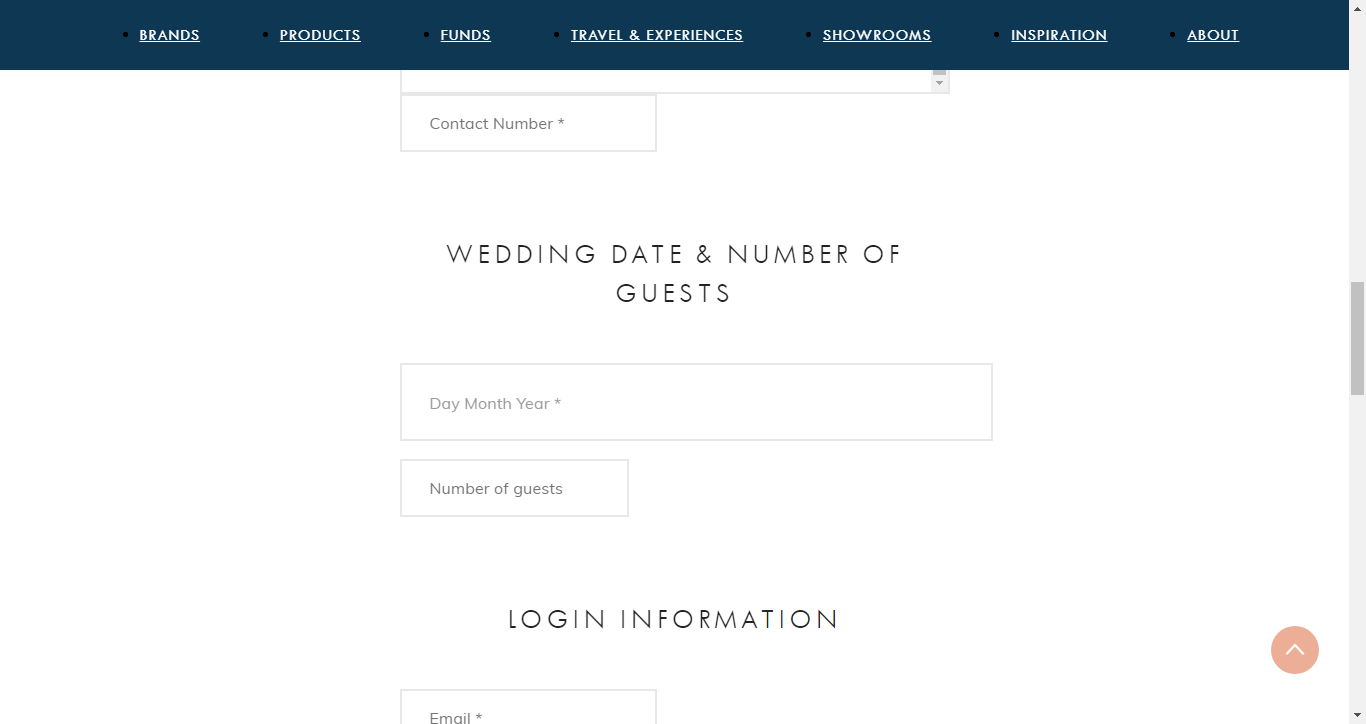 BRANDS PRODUCTS FUNDS TRAVEL & EXPERIENCES SHOWROOMS INSPIRATION ABOUT
Contact Number *
WEDDING DATE & NUMBER OF
GUESTS
Day Month Year *
Number of guests
LOGIN INFORMATION
Email *